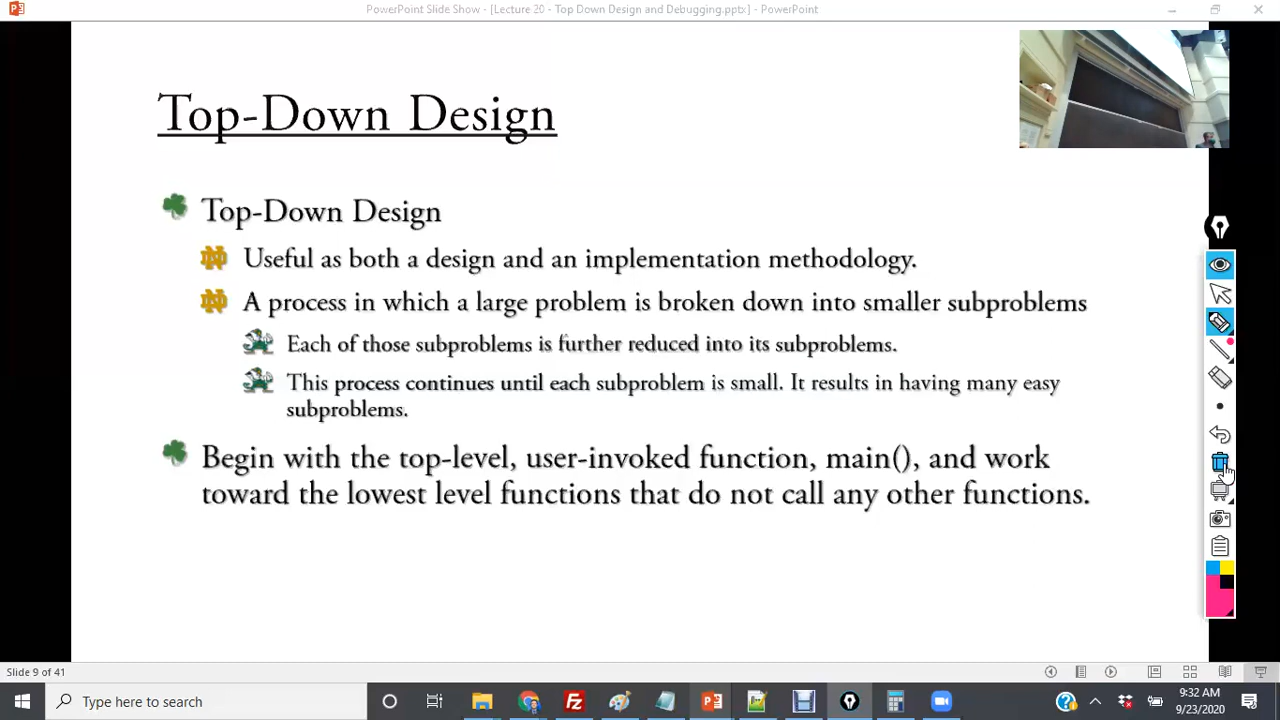 PowerPoint Slide Show - [Lecture 20 - Top Down Design and Debugging.pptx] - PowerPoint
Top-Down Design
Top-Down Design
Useful as both a design and an implementation methodology.
A process in which a large problem is broken down into smaller subproblems
Each of those subproblems is further reduced into its subproblems.
This process continues until each subproblem is small. It results in having many easy
subproblems.
Begin with the top-level, user-invoked function, main(), and work
toward the lowest level functions that do not call any other functions.
Slide 9 of 41
Type here to search
9:32 AM
9/23/2020